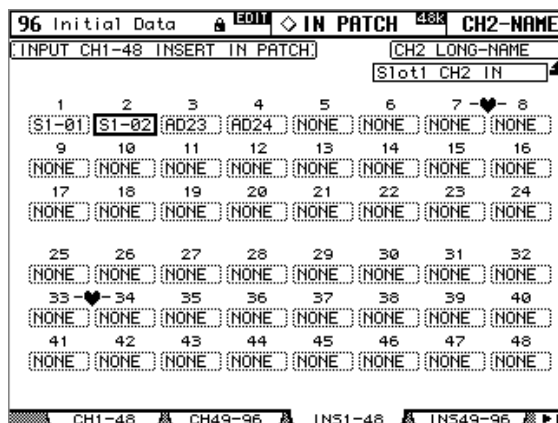 96 Initial Data EDIT IN PATCH 48k CH2-NAME
INPUT CH1-48 INSERT IN PATCH CH2 LONG-NAME
Slot1 CH2 IN
1 2 3 4 5 6 7 - ♥ - 8
S1-01 S1-02 AD23 AD24 NONE NONE NONE NONE
9 10 11 12 13 14 15 16
NONE NONE NONE NONE NONE NONE NONE NONE
17 18 19 20 21 22 23 24
NONE NONE NONE NONE NONE NONE NONE NONE
25 26 27 28 29 30 31 32
NONE NONE NONE NONE NONE NONE NONE NONE
33 - ♥ - 34 35 36 37 38 39 40
NONE NONE NONE NONE NONE NONE NONE NONE
41 42 43 44 45 46 47 48
NONE NONE NONE NONE NONE NONE NONE NONE
CH1-48 CH49-96 INS1-48 INS49-96